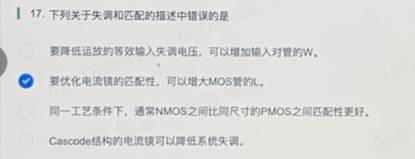 17. 下列关于失调和匹配的描述中错误的是
要降低运放的等效输入失调电压，可以增加输入对管的W。
要优化电流镜的匹配性，可以增大MOS管的L。
同一工艺条件下，通常NMOS之间比同尺寸的PMOS之间匹配性更好。
Cascode结构的电流镜可以降低系统失调。